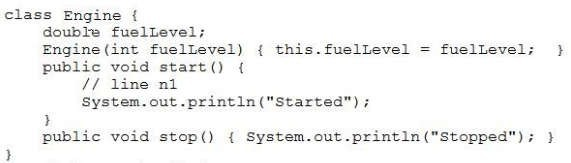 class Engine {
double fuelLevel;
Engine(int fuelLevel) { this.fuelLevel = fuelLevel; }
public void start() {
// line n1
System.out.println("Started");
}
public void stop() { System.out.println("Stopped"); }
}